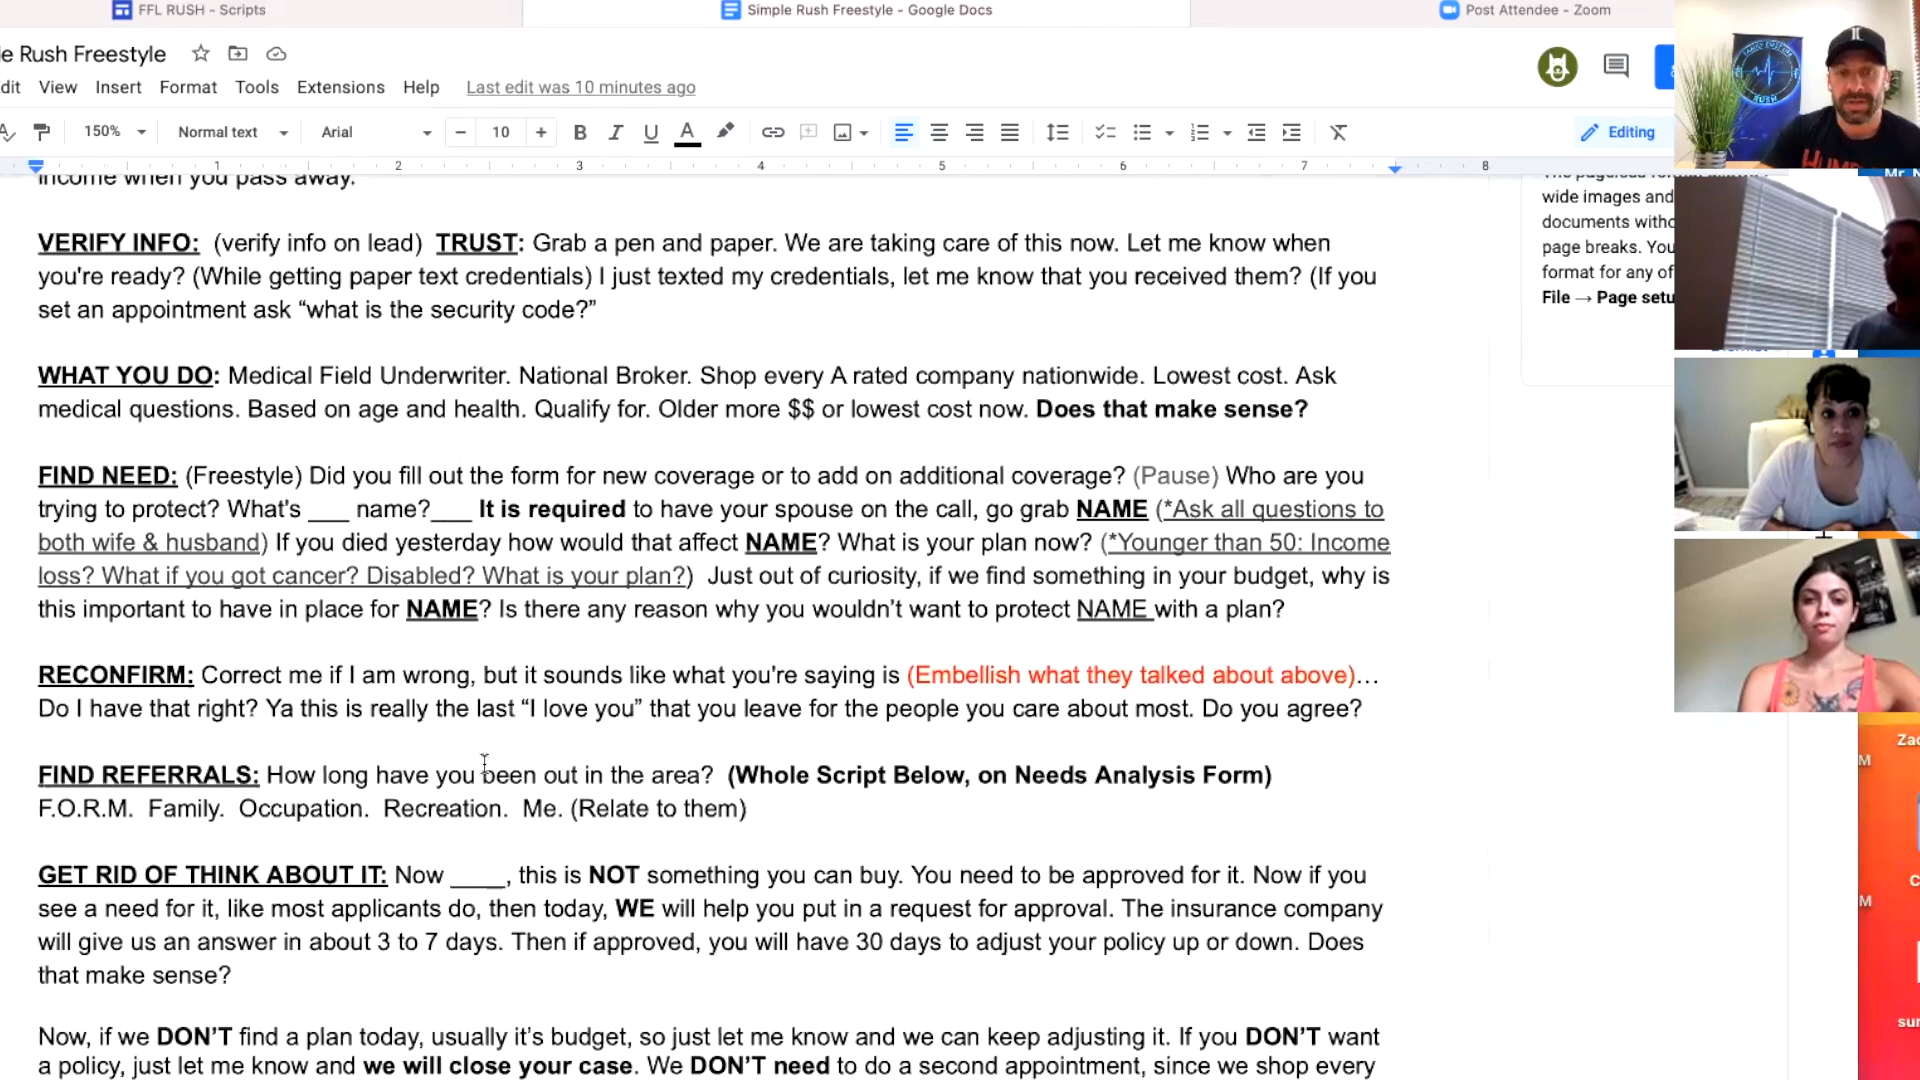 FFL RUSH - Scripts
Simple Rush Freestyle - Google Docs
Post Attendee - Zoom
le Rush Freestyle
dit View Insert Format Tools Extensions Help Last edit was 10 minutes ago
150% Normal text Arial 10 Editing
1 2 3 4 5 6 7 8
income when you pass away.
VERIFY INFO: (verify info on lead) TRUST: Grab a pen and paper. We are taking care of this now. Let me know when
you're ready? (While getting paper text credentials) I just texted my credentials, let me know that you received them? (If you
set an appointment ask “what is the security code?”
WHAT YOU DO: Medical Field Underwriter. National Broker. Shop every A rated company nationwide. Lowest cost. Ask
medical questions. Based on age and health. Qualify for. Older more $$ or lowest cost now. Does that make sense?
FIND NEED: (Freestyle) Did you fill out the form for new coverage or to add on additional coverage? (Pause) Who are you
trying to protect? What's ___ name?___ It is required to have your spouse on the call, go grab NAME (*Ask all questions to
both wife & husband) If you died yesterday how would that affect NAME? What is your plan now? (*Younger than 50: Income
loss? What if you got cancer? Disabled? What is your plan?) Just out of curiosity, if we find something in your budget, why is
this important to have in place for NAME? Is there any reason why you wouldn’t want to protect NAME with a plan?
RECONFIRM: Correct me if I am wrong, but it sounds like what you're saying is (Embellish what they talked about above)…
Do I have that right? Ya this is really the last “I love you” that you leave for the people you care about most. Do you agree?
FIND REFERRALS: How long have you been out in the area? (Whole Script Below, on Needs Analysis Form)
F.O.R.M. Family. Occupation. Recreation. Me. (Relate to them)
GET RID OF THINK ABOUT IT: Now ____, this is NOT something you can buy. You need to be approved for it. Now if you
see a need for it, like most applicants do, then today, WE will help you put in a request for approval. The insurance company
will give us an answer in about 3 to 7 days. Then if approved, you will have 30 days to adjust your policy up or down. Does
that make sense?
Now, if we DON’T find a plan today, usually it’s budget, so just let me know and we can keep adjusting it. If you DON’T want
a policy, just let me know and we will close your case. We DON’T need to do a second appointment, since we shop every
wide images and
documents witho
page breaks. You
format for any of
File → Page setu
RUSH
Mr. N
Zac
M
C
M
sur